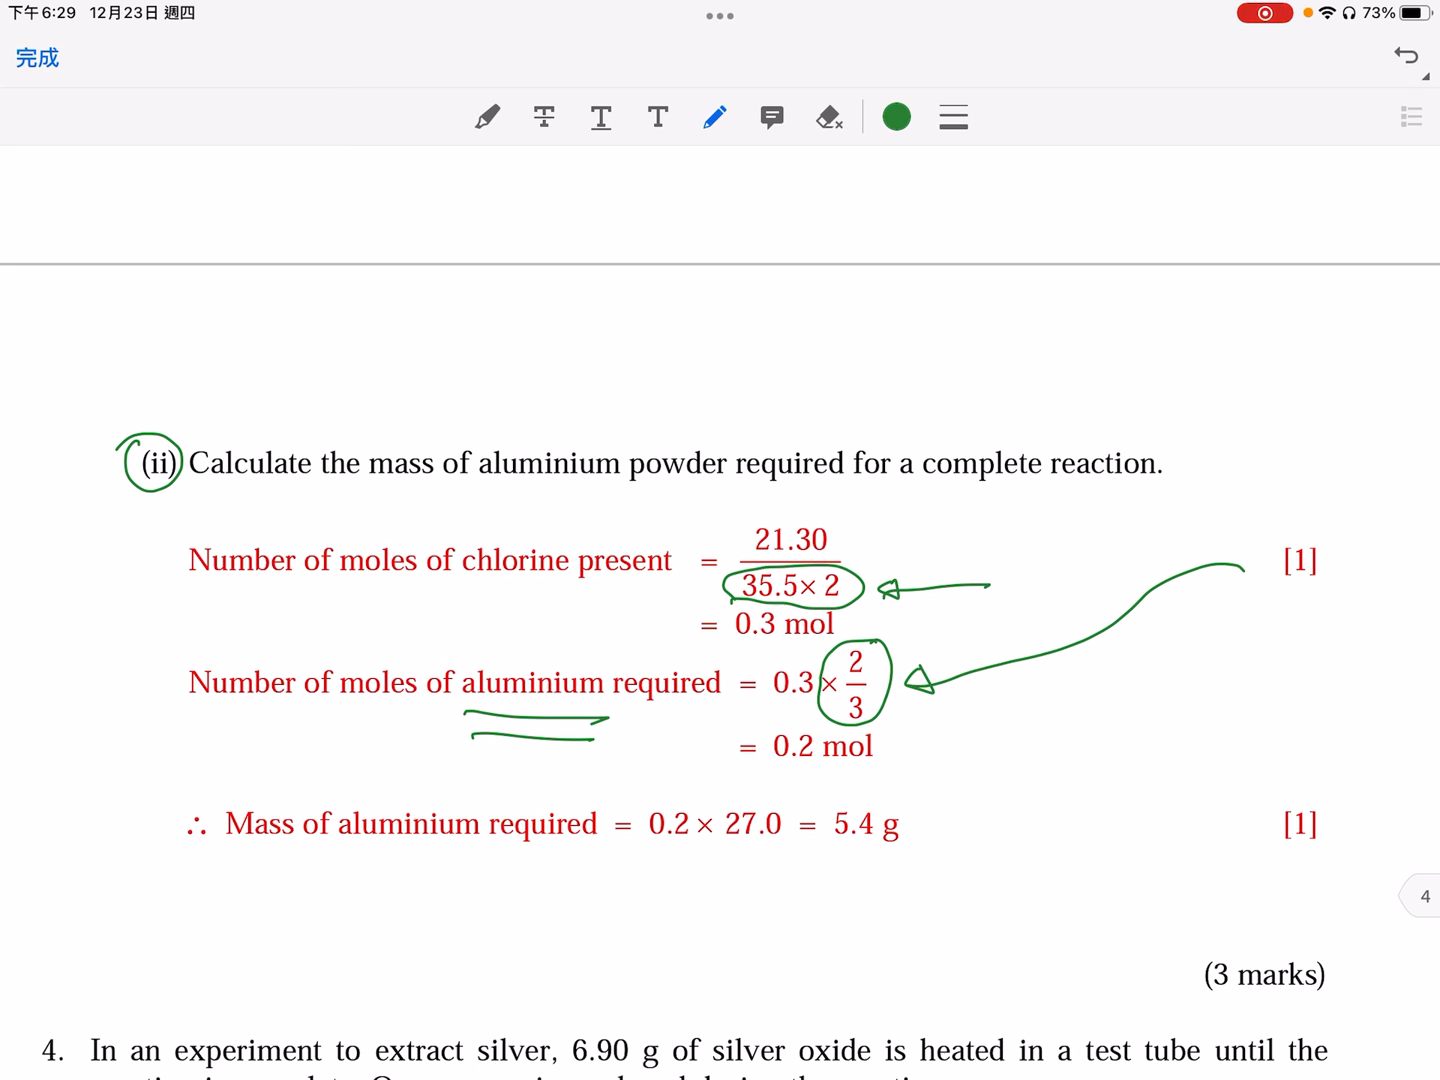 下午6:29 12月23日 週四
73%
完成
(ii) Calculate the mass of aluminium powder required for a complete reaction.
Number of moles of chlorine present = 21.30 / 35.5 × 2 [1]
= 0.3 mol
Number of moles of aluminium required = 0.3 × 2 / 3
= 0.2 mol
∴ Mass of aluminium required = 0.2 × 27.0 = 5.4 g [1]
4
(3 marks)
4. In an experiment to extract silver, 6.90 g of silver oxide is heated in a test tube until the